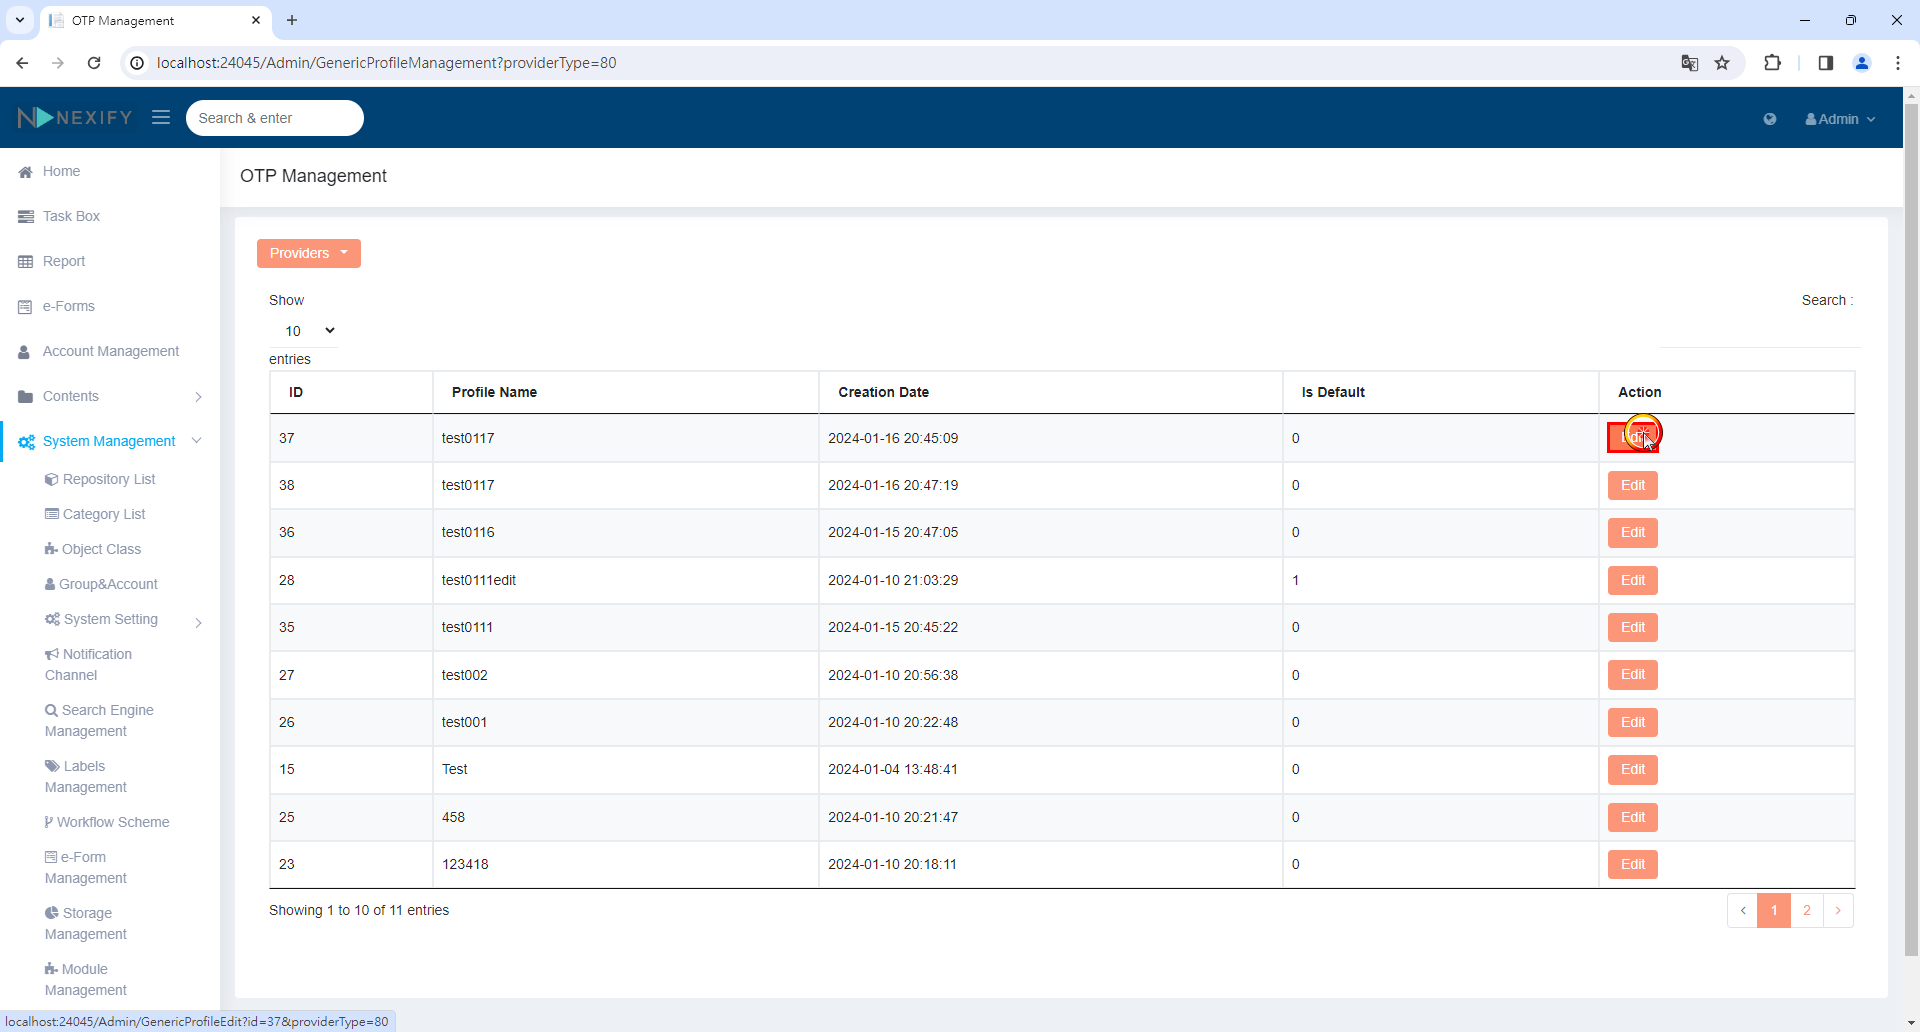 OTP Management
localhost:24045/Admin/GenericProfileManagement?providerType=80
NEXIFY
Search & enter
Admin
Home
Task Box
Report
e-Forms
Account Management
Contents
System Management
Repository List
Category List
Object Class
Group&Account
System Setting
Notification
Channel
Search Engine
Management
Labels
Management
Workflow Scheme
e-Form
Management
Storage
Management
Module
Management
OTP Management
Providers
Show
10
entries
Search :
ID Profile Name Creation Date Is Default Action
37 test0117 2024-01-16 20:45:09 0 Edit
38 test0117 2024-01-16 20:47:19 0 Edit
36 test0116 2024-01-15 20:47:05 0 Edit
28 test0111edit 2024-01-10 21:03:29 1 Edit
35 test0111 2024-01-15 20:45:22 0 Edit
27 test002 2024-01-10 20:56:38 0 Edit
26 test001 2024-01-10 20:22:48 0 Edit
15 Test 2024-01-04 13:48:41 0 Edit
25 458 2024-01-10 20:21:47 0 Edit
23 123418 2024-01-10 20:18:11 0 Edit
Showing 1 to 10 of 11 entries
‹ 1 2 ›
localhost:24045/Admin/GenericProfileEdit?id=37&providerType=80